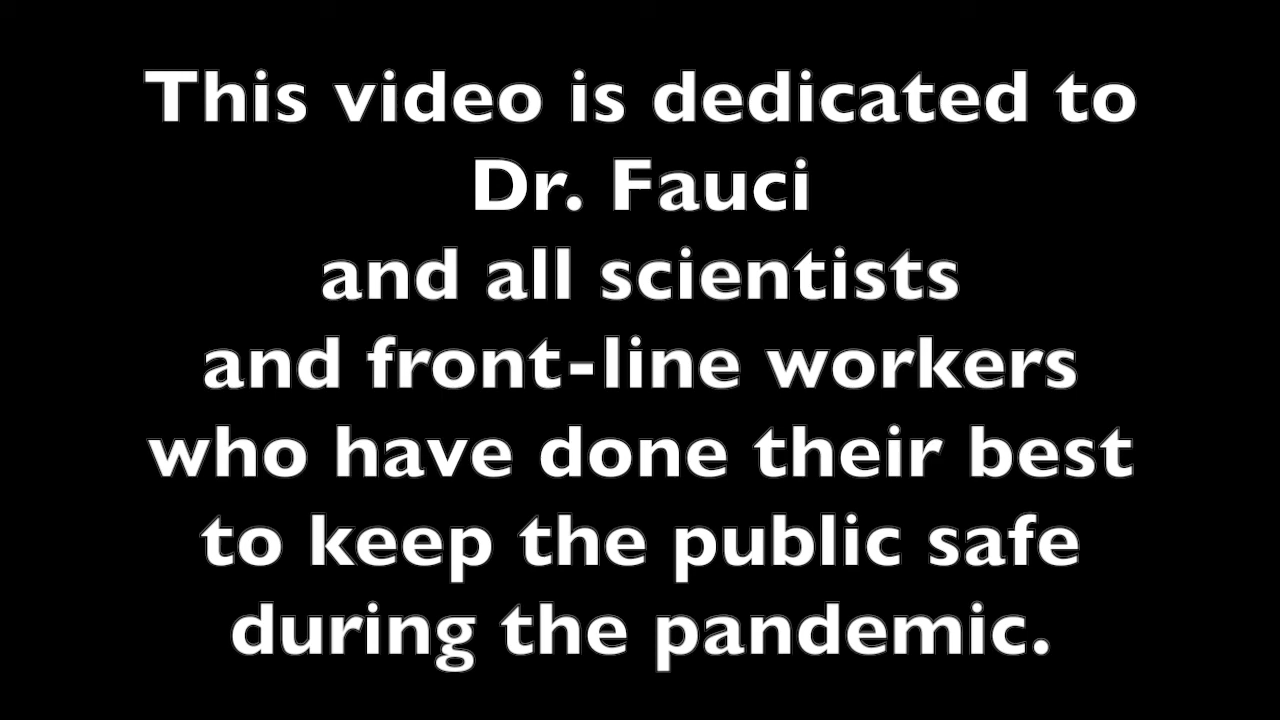 This video is dedicated to
Dr. Fauci
and all scientists
and front-line workers
who have done their best
to keep the public safe
during the pandemic.